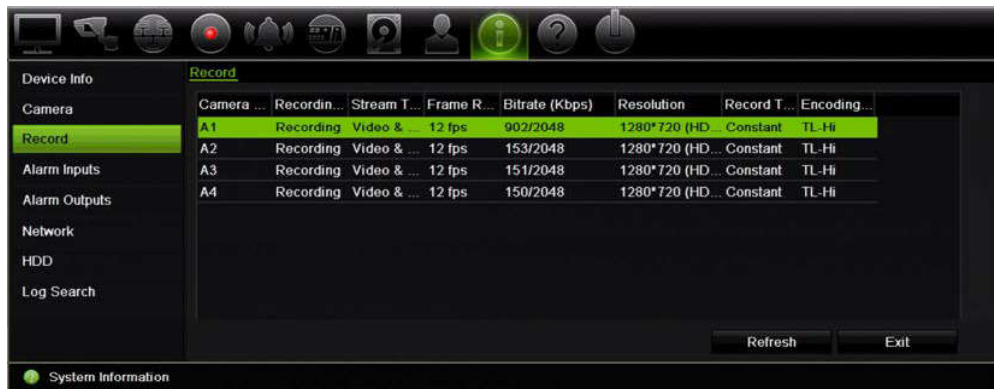 Record
Device Info
Camera
Record
Alarm Inputs
Alarm Outputs
Network
HDD
Log Search
Camera ... Recordin... Stream T... Frame R... Bitrate (Kbps) Resolution Record T... Encoding...
A1 Recording Video & ... 12 fps 902/2048 1280*720 (HD... Constant TL-Hi
A2 Recording Video & ... 12 fps 153/2048 1280*720 (HD... Constant TL-Hi
A3 Recording Video & ... 12 fps 151/2048 1280*720 (HD... Constant TL-Hi
A4 Recording Video & ... 12 fps 150/2048 1280*720 (HD... Constant TL-Hi
Refresh Exit
? System Information